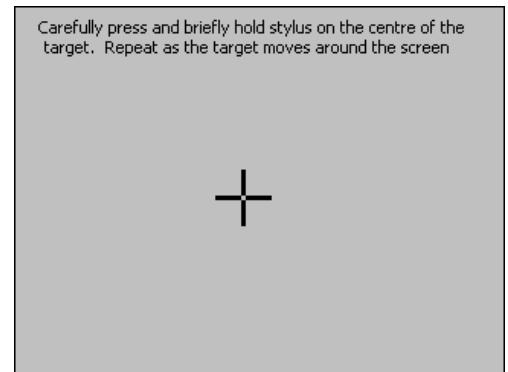 Carefully press and briefly hold stylus on the centre of the
target. Repeat as the target moves around the screen